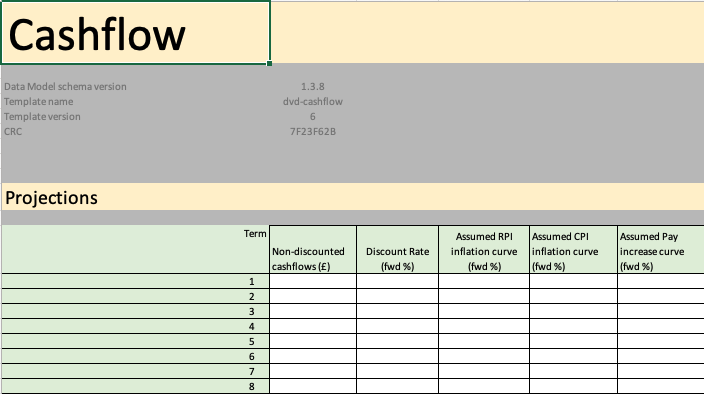 Cashflow
Data Model schema version 1.3.8
Template name dvd-cashflow
Template version 6
CRC 7F23F62B
Projections
Term
Non-discounted cashflows (£)
Discount Rate (fwd %)
Assumed RPI inflation curve (fwd %)
Assumed CPI inflation curve (fwd %)
Assumed Pay increase curve (fwd %)
1
2
3
4
5
6
7
8